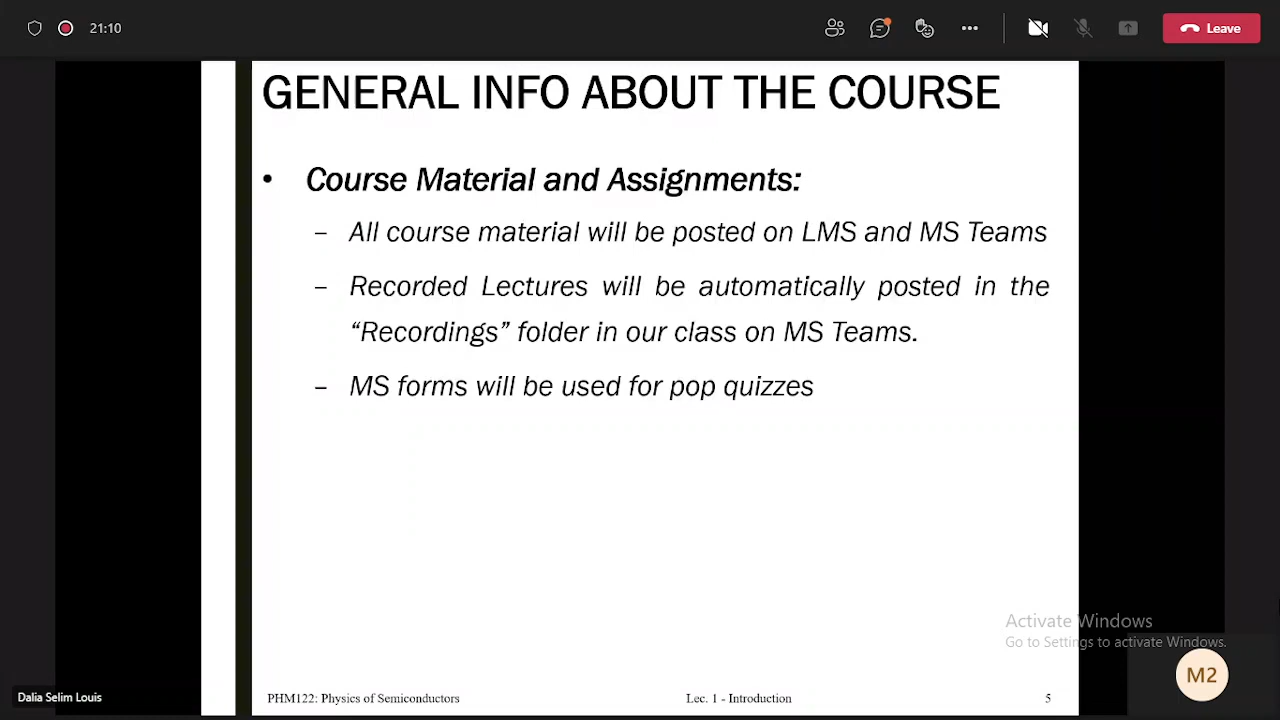 21:10
Leave
GENERAL INFO ABOUT THE COURSE
• Course Material and Assignments:
– All course material will be posted on LMS and MS Teams
– Recorded Lectures will be automatically posted in the
“Recordings” folder in our class on MS Teams.
– MS forms will be used for pop quizzes
Activate Windows
Go to Settings to activate Windows.
M2
Dalia Selim Louis
PHM122: Physics of Semiconductors
Lec. 1 - Introduction
5